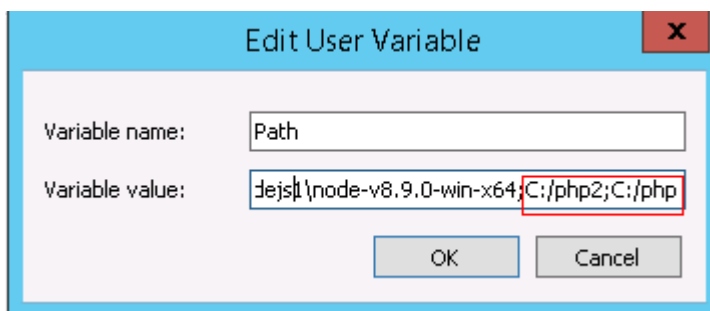 Edit User Variable
x
Variable name: Path
Variable value: dejs1\node-v8.9.0-win-x64;C:/php2;C:/php
OK Cancel